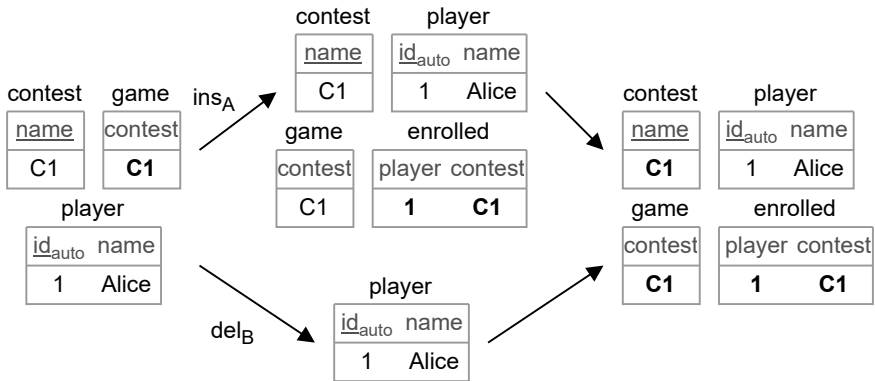 contest game
name contest
C1 C1
player
id_auto name
1 Alice
ins_A
contest player
name id_auto name
C1 1 Alice
game enrolled
contest player contest
C1 1 C1
del_B
player
id_auto name
1 Alice
contest player
name id_auto name
C1 1 Alice
game enrolled
contest player contest
C1 1 C1